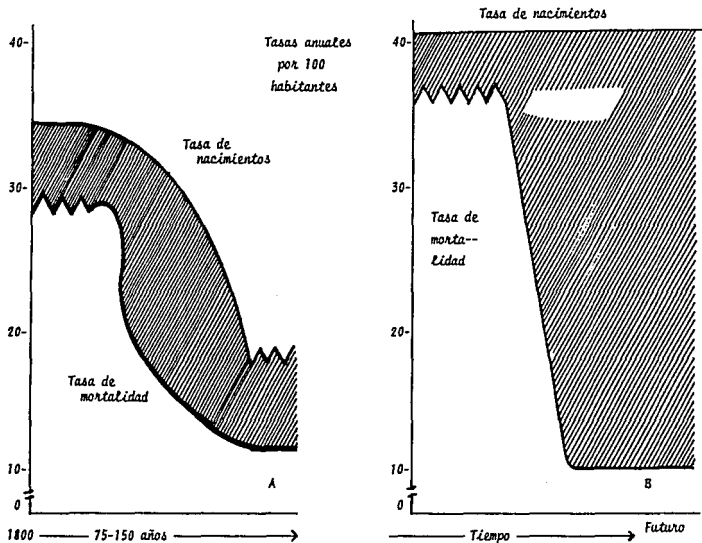 40-
Tasas anuales
por 100
habitantes
Tasa de
nacimientos
30-
20-
Tasa de
mortalidad
10-
A
0
1800
75-150 años
Tasa de nacimientos
40-
30-
Tasa de
morta--
lidad
20-
10-
B
0
Tiempo
Futuro